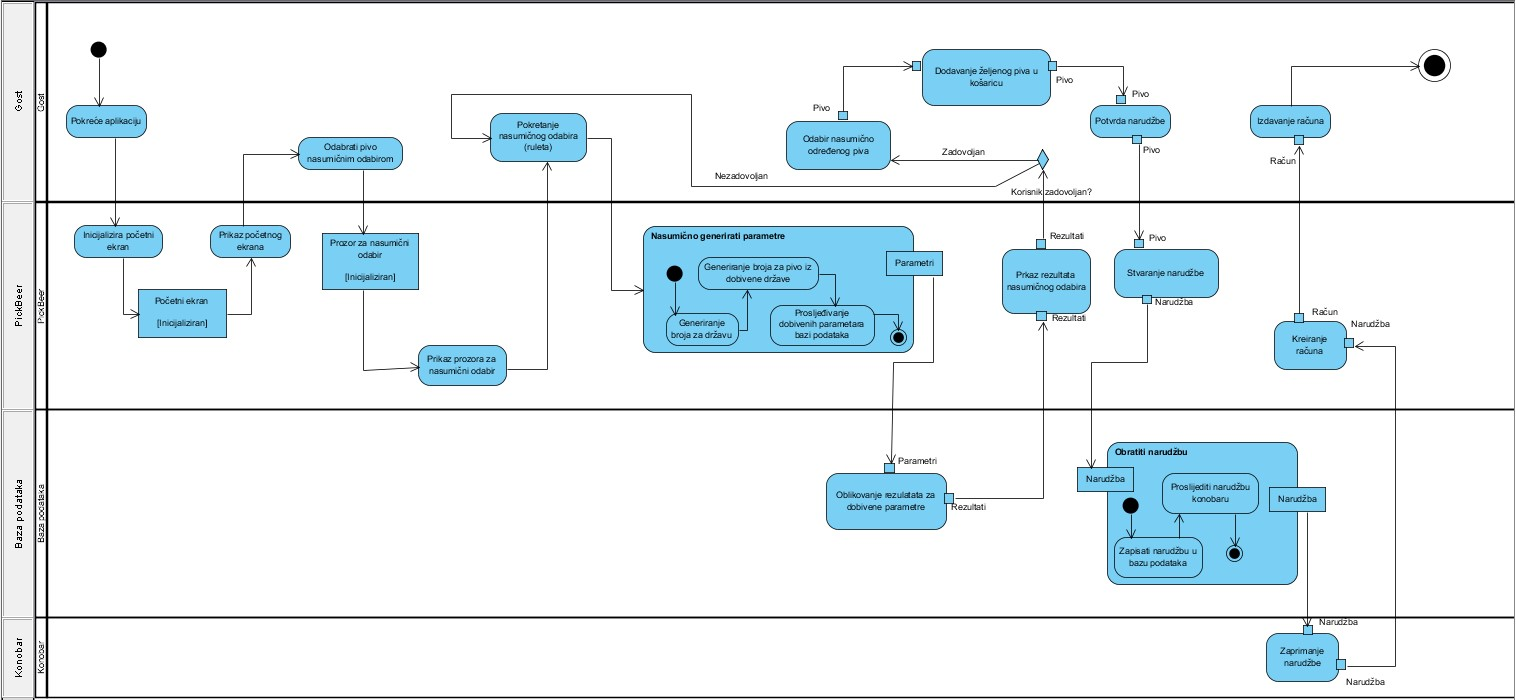 Gost
Gost
Pokreće aplikaciju
Odabrati pivo
nasumičnim odabirom
Pokretanje
nasumičnog odabira
(ruleta)
Nezadovoljan
Pivo
Odabir nasumično
određenog piva
Zadovoljan
Korisnik zadovoljan?
Dodavanje željenog piva u
košaricu
Pivo
Pivo
Potvrda narudžbe
Pivo
Izdavanje računa
Račun
PickBeer
PickBeer
Inicijalizira početni
ekran
Početni ekran
[Inicijaliziran]
Prikaz početnog
ekrana
Prozor za nasumični
odabir
[Inicijaliziran]
Prikaz prozora za
nasumični odabir
Nasumično generirati parametre
Generiranje broja za pivo iz
dobivene države
Generiranje
broja za državu
Prosljeđivanje
dobivenih parametara
bazi podataka
Parametri
Rezultati
Prkaz rezultata
nasumičnog odabira
Rezultati
Pivo
Stvaranje narudžbe
Narudžba
Račun
Narudžba
Kreiranje
računa
Baza podataka
Baza podataka
Parametri
Oblikovanje rezulatata za
dobivene parametre
Rezultati
Obratiti narudžbu
Narudžba
Proslijediti narudžbu
konobaru
Narudžba
Zapisati narudžbu u
bazu podataka
Konobar
Konobar
Narudžba
Zaprimanje
narudžbe
Narudžba